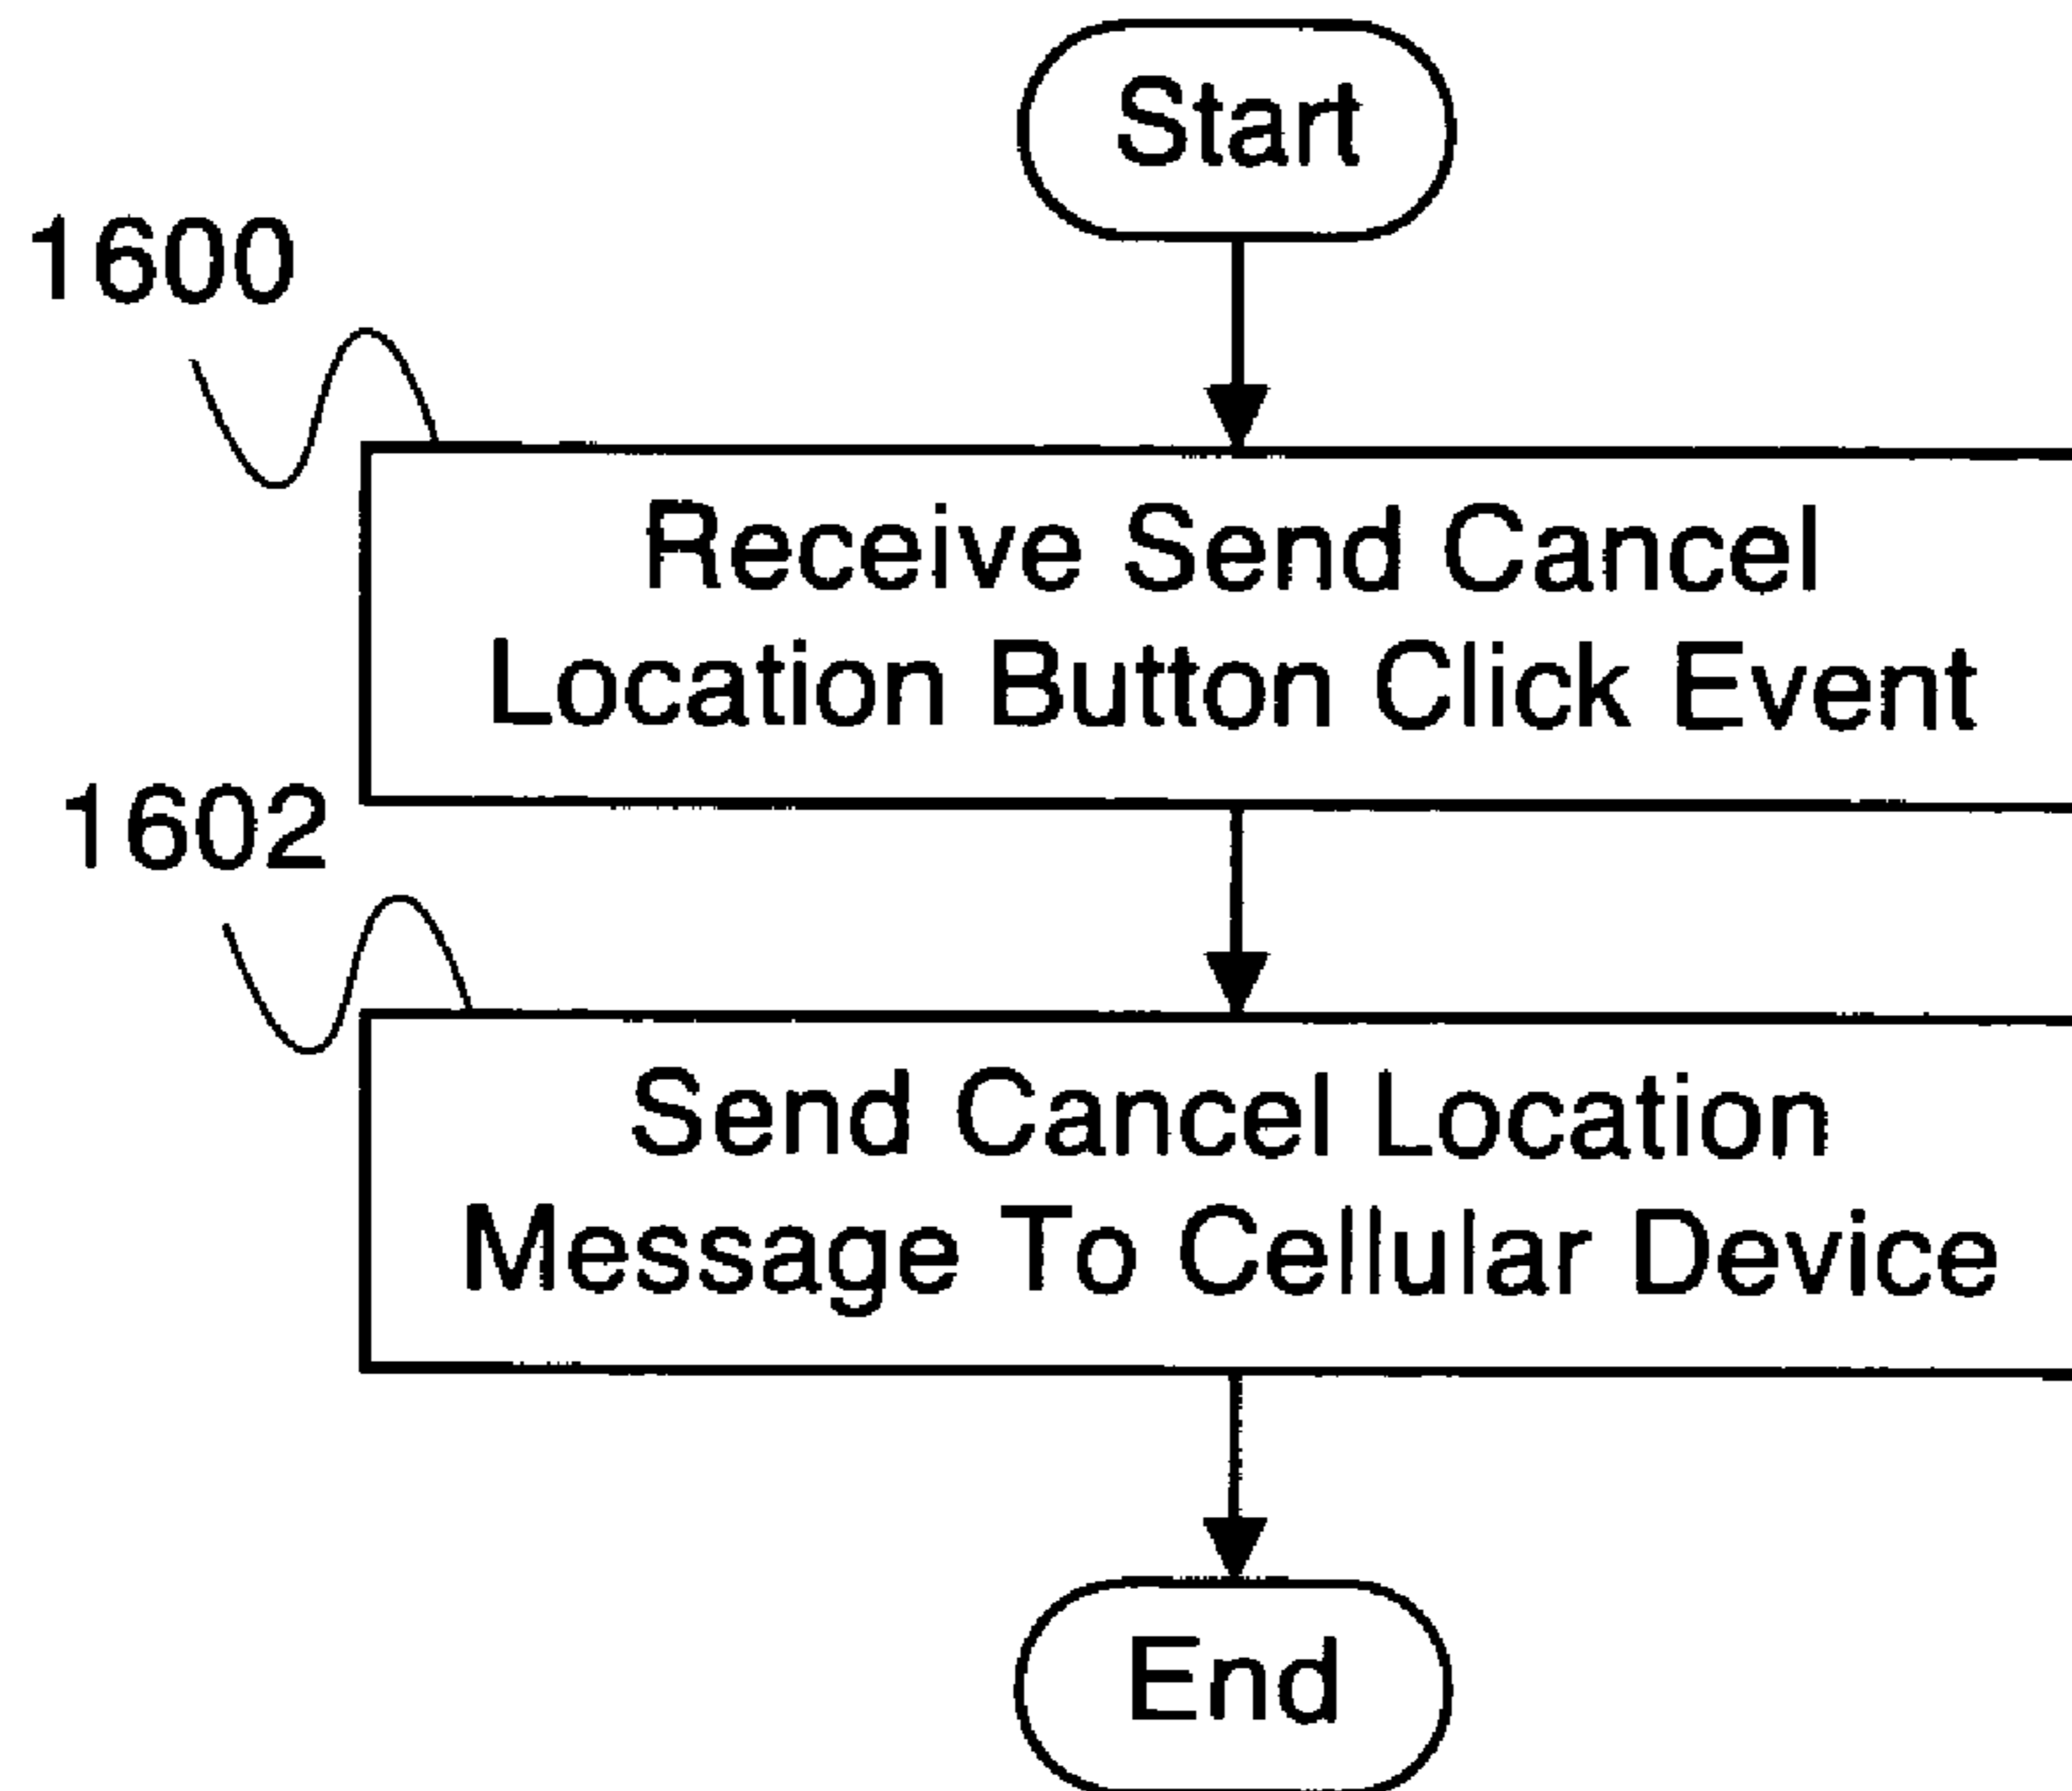 Start
1600
Receive Send Cancel
Location Button Click Event
1602
Send Cancel Location
Message To Cellular Device
End